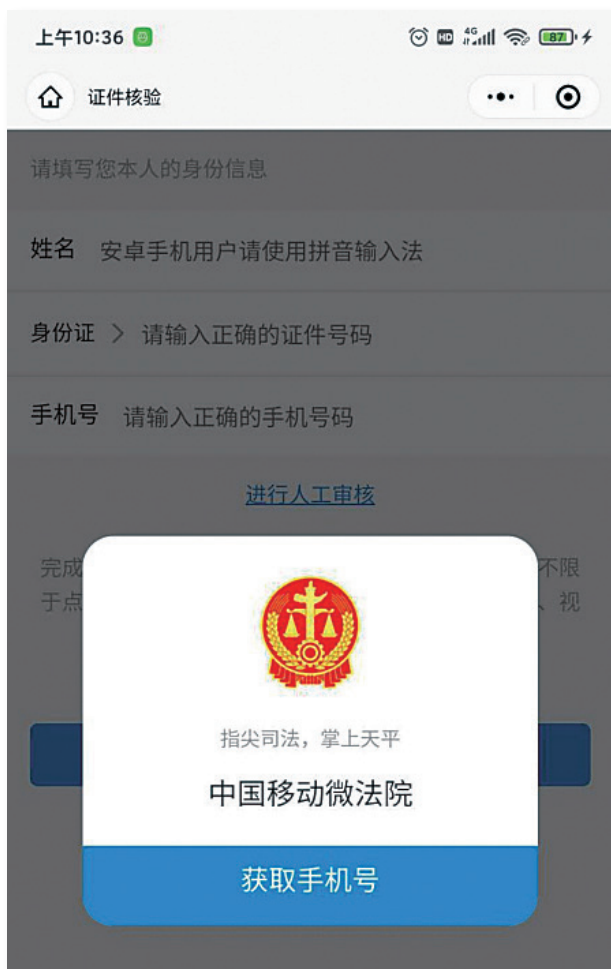 上午10:36
HD 4G 87
证件核验
请填写您本人的身份信息
姓名 安卓手机用户请使用拼音输入法
身份证 > 请输入正确的证件号码
手机号 请输入正确的手机号码
进行人工审核
完成 不限
于点 、视
指尖司法，掌上天平
中国移动微法院
获取手机号